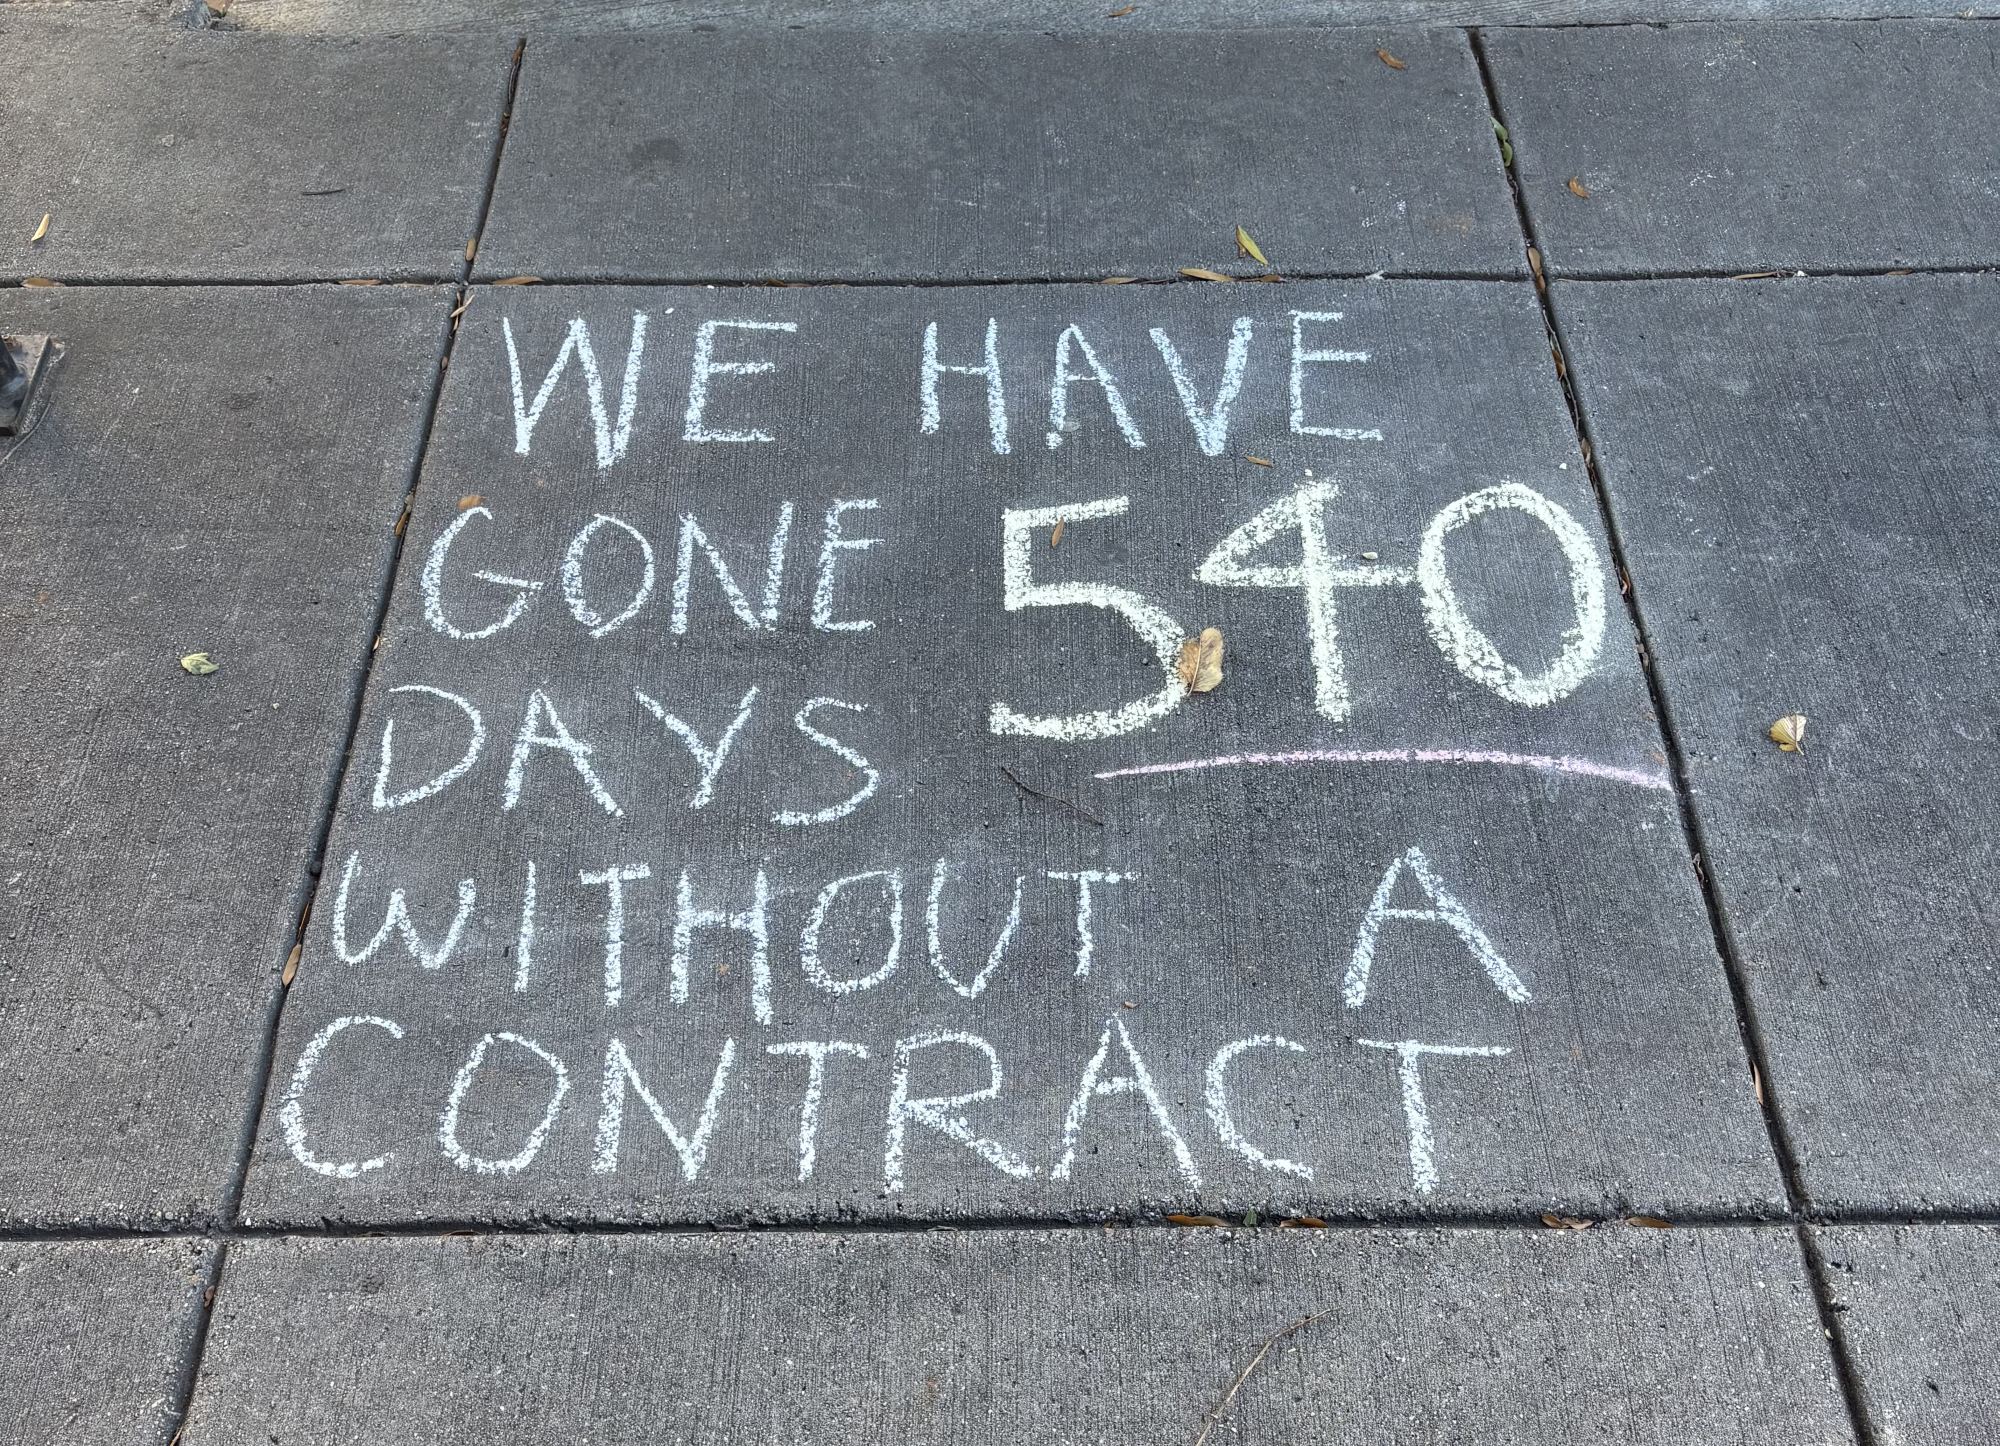 WE HAVE
GONE 540
DAYS
WITHOUT A
CONTRACT